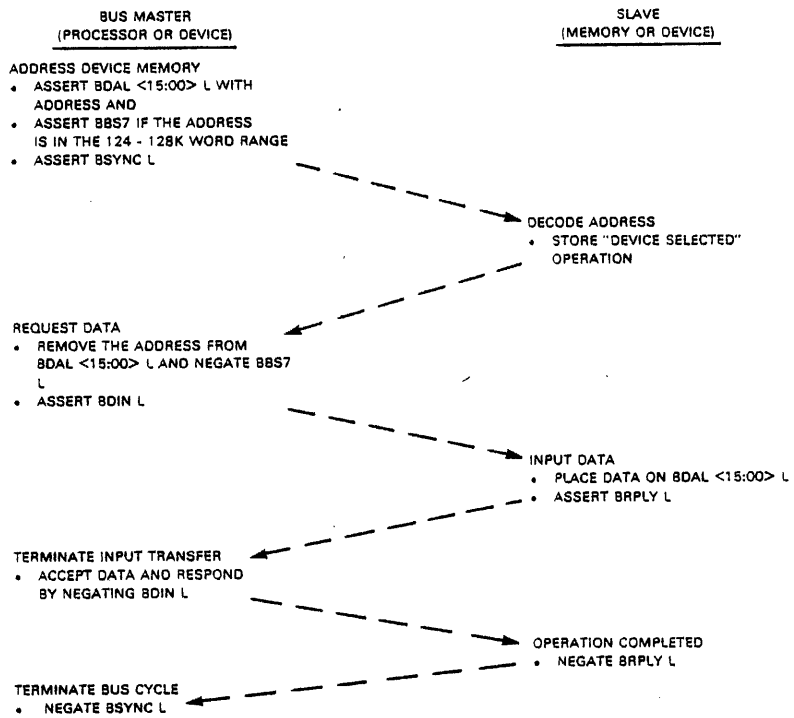 BUS MASTER
(PROCESSOR OR DEVICE)
SLAVE
(MEMORY OR DEVICE)
ADDRESS DEVICE MEMORY
• ASSERT BDAL <15:00> L WITH
ADDRESS AND
• ASSERT BBS7 IF THE ADDRESS
IS IN THE 124 - 128K WORD RANGE
• ASSERT BSYNC L
DECODE ADDRESS
• STORE "DEVICE SELECTED"
OPERATION
REQUEST DATA
• REMOVE THE ADDRESS FROM
BDAL <15:00> L AND NEGATE BBS7
L
• ASSERT BDIN L
INPUT DATA
• PLACE DATA ON BDAL <15:00> L
• ASSERT BRPLY L
TERMINATE INPUT TRANSFER
• ACCEPT DATA AND RESPOND
BY NEGATING BDIN L
OPERATION COMPLETED
• NEGATE BRPLY L
TERMINATE BUS CYCLE
• NEGATE BSYNC L